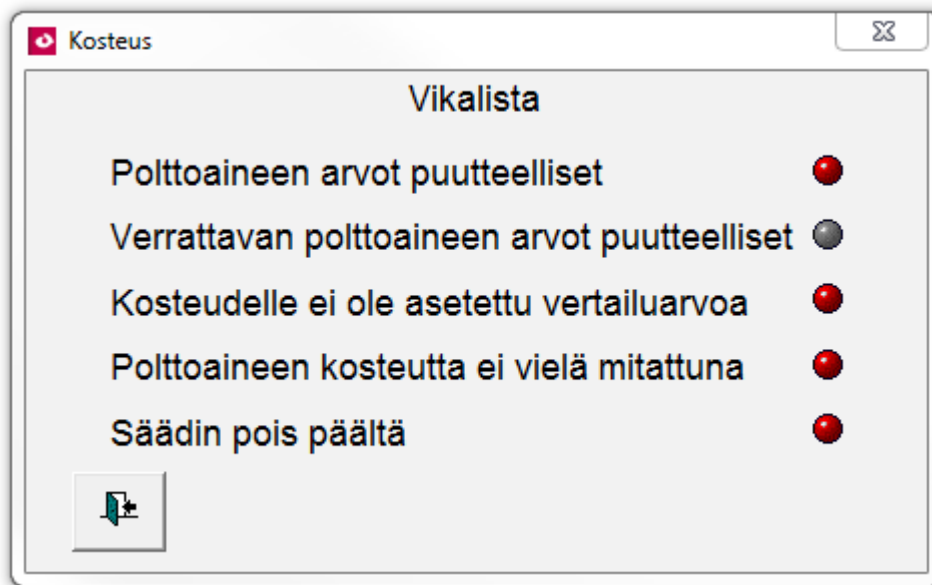 Kosteus
Vikalista
Polttoaineen arvot puutteelliset
Verrattavan polttoaineen arvot puutteelliset
Kosteudelle ei ole asetettu vertailuarvoa
Polttoaineen kosteutta ei vielä mitattuna
Säädin pois päältä